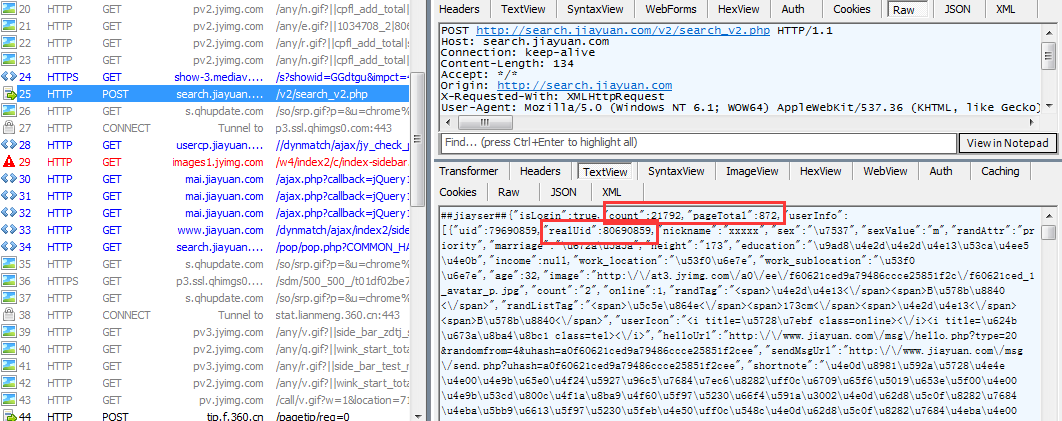 20 HTTP GET pv2.jyimg.com /any/n.gif?||cpfl_add_total|
21 HTTP GET pv2.jyimg.com /any/e.gif?|1034708_2|806
22 HTTP GET pv2.jyimg.com /any/r.gif?||cpfl_add_total|s
23 HTTP GET pv2.jyimg.com /any/g.gif?||cpfl_add_total|
24 HTTPS GET show-3.mediav.... /s?showid=GGdtgu&impct=4
25 HTTP POST search.jiayuan.... /v2/search_v2.php
26 HTTP GET s.qhupdate.com /so/srp.gif?p=&u=chrome%
27 HTTP CONNECT Tunnel to p3.ssl.qhimgs0.com:443
28 HTTP GET usercp.jiayuan.... //dynmatch/ajax/jy_check_j
29 HTTP GET images1.jyimg.com /w4/index2/c/index-sidebar
30 HTTP GET mai.jiayuan.com /ajax.php?callback=jQuery1
31 HTTP GET mai.jiayuan.com /ajax.php?callback=jQuery1
32 HTTP GET mai.jiayuan.com /ajax.php?callback=jQuery1
33 HTTP GET usercp.jiayuan.... //dynmatch/ajax/index2_new
34 HTTP GET search.jiayuan.... /pop/pop.php?COMMON_HA
35 HTTP GET s.qhupdate.com /so/srp.gif?p=&u=chrome%
36 HTTP GET p3.qhimg.com /sdm/500_500_/t01df02be7
37 HTTP GET s.qhupdate.com /so/srp.gif?p=&u=chrome%
38 HTTP CONNECT Tunnel to stat.lianmeng.360.cn:443
39 HTTP GET pv3.jyimg.com /any/v.gif?||side_bar_zdtj_s
40 HTTP GET pv2.jyimg.com /any/q.gif?||wink_start_tota
41 HTTP GET pv3.jyimg.com /any/r.gif?||side_bar_test_r
42 HTTP GET pv2.jyimg.com /any/v.gif?||wink_start_total
43 HTTP GET pv.jyimg.com /call/v.gif?w=1&location=71
44 HTTP POST tip.f.360.cn /pagetip/req=0
Headers TextView SyntaxView WebForms HexView Auth Cookies Raw JSON XML
POST http://search.jiayuan.com/v2/search_v2.php HTTP/1.1
Host: search.jiayuan.com
Connection: keep-alive
Content-Length: 134
Accept: */*
Origin: http://search.jiayuan.com
X-Requested-With: XMLHttpRequest
User-Agent: Mozilla/5.0 (Windows NT 6.1; WOW64) AppleWebKit/537.36 (KHTML, like Gecko)
Find... (press Ctrl+Enter to highlight all) View in Notepad
Transformer Headers TextView SyntaxView ImageView HexView WebView Auth Caching
Cookies Raw JSON XML
##jiayser##{"isLogin":true,"count":21792,"pageTotal":872,"userInfo":
[{"uid":79690859,"realUid":80690859,"nickname":"xxxxx","sex":"\u7537","sexValue":"m","randAttr":"pr
iority","marriage":"\u672a\u5a5a","height":"173","education":"\u9ad8\u4e2d\u4e2d\u4e13\u53ca\u4ee5
\u4e0b","income":null,"work_location":"\u53f0\u6e7e","work_sublocation":"\u53f0
\u6e7e","age":32,"image":"http:\/\/at3.jyimg.com\/a0\/ee\/f60621ced9a79486ccce25851f2c\/f60621ced_1
_avatar_p.jpg","count":"2","online":1,"randTag":"<span>\u4e2d\u4e13<\/span><span>B\u578b\u8840
<\/span>","randListTag":"<span>\u5c5e\u864e<\/span><span>173cm<\/span><span>\u4e2d\u4e13<\/span>
<span>B\u578b\u8840<\/span>","userIcon":"<i title=\u5728\u7ebf class=online><\/i><i title=\u624b
\u673a\u8ba4\u8bc1 class=tel><\/i>","helloUrl":"http:\/\/www.jiayuan.com\/msg\/hello.php?type=20
&randomfrom=4&uhash=a0f60621ced9a79486ccce25851f2cee","sendMsgUrl":"http:\/\/www.jiayuan.com\/msg
\/send.php?uhash=a0f60621ced9a79486ccce25851f2cee","shortnote":"\u4e0d\u8981\u592a\u5728\u4e4e
\u4e00\u4e9b\u65e0\u4f24\u5927\u96c5\u7684\u7ec6\u8282\uff0c\u6709\u65f6\u5019\u653e\u5f00\u4e00
\u4e9b\u53cd\u800c\u4f1a\u8ba9\u4f60\u5f97\u5230\u66f4\u591a\u3002\u4e0d\u62d8\u5c0f\u8282\u7684
\u4eba\u5bb9\u6613\u5f97\u5230\u5feb\u4e50\uff0c\u548c\u4e0d\u62d8\u5c0f\u8282\u7684\u4eba\u4e00